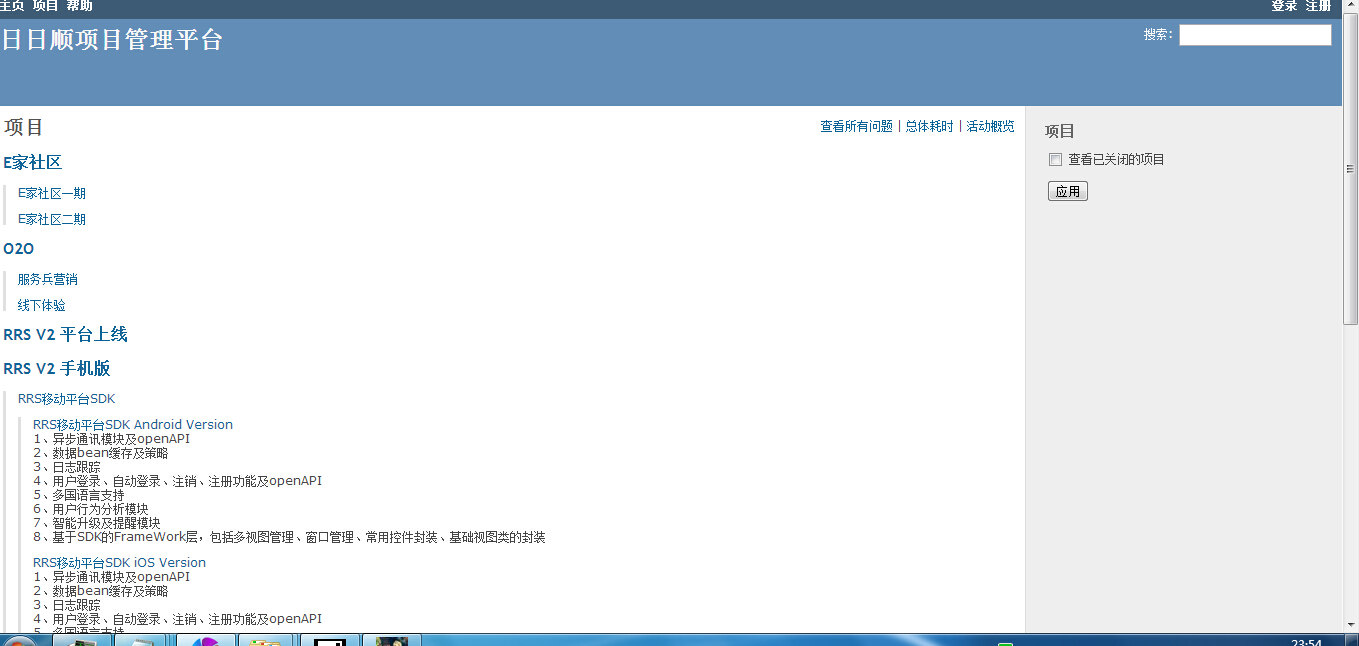 主页 项目 帮助
登录 注册
日日顺项目管理平台
搜索：
项目
查看所有问题 | 总体耗时 | 活动概览
E家社区
E家社区一期
E家社区二期
O2O
服务兵营销
线下体验
RRS V2 平台上线
RRS V2 手机版
RRS移动平台SDK
RRS移动平台SDK Android Version
1、异步通讯模块及openAPI
2、数据bean缓存及策略
3、日志跟踪
4、用户登录、自动登录、注销、注册功能及openAPI
5、多国语言支持
6、用户行为分析模块
7、智能升级及提醒模块
8、基于SDK的FrameWork层，包括多视图管理、窗口管理、常用控件封装、基础视图类的封装
RRS移动平台SDK iOS Version
1、异步通讯模块及openAPI
2、数据bean缓存及策略
3、日志跟踪
4、用户登录、自动登录、注销、注册功能及openAPI
5、多国语言支持
项目
查看已关闭的项目
应用
23:54